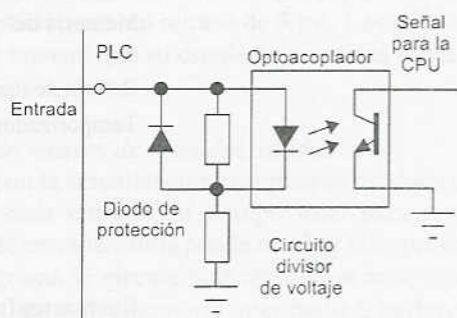 Señal
para la
CPU
PLC
Optoacoplador
Entrada
Diodo de
protección
Circuito
divisor
de voltaje